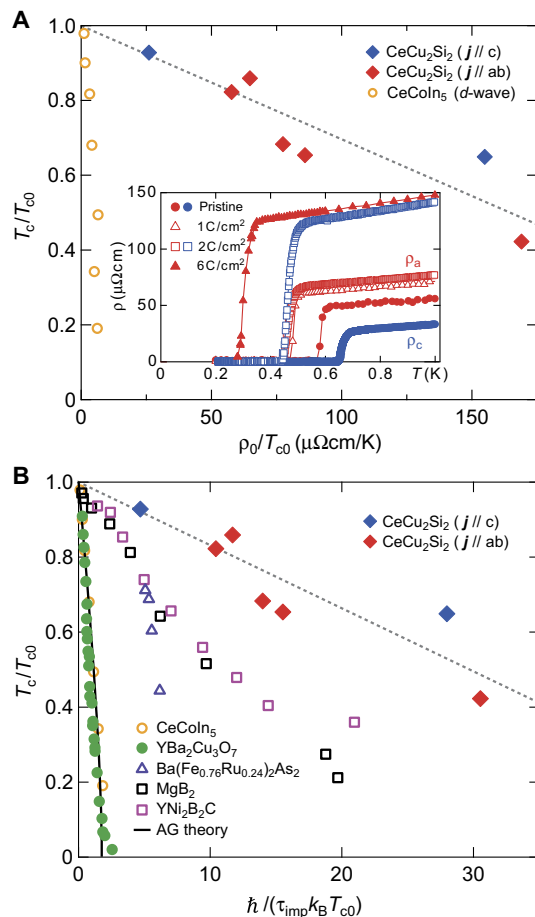 A
1.0
0.8
0.6
0.4
0.2
0
T_c/T_c0
CeCu₂Si₂ ( j // c)
CeCu₂Si₂ ( j // ab)
CeCoIn₅ (d-wave)
150
100
50
0
ρ (μΩcm)
Pristine
1C/cm²
2C/cm²
6C/cm²
ρₐ
ρ_c
0 0.2 0.4 0.6 0.8 T(K)
0 50 100 150
ρ₀/T_c0 (μΩcm/K)
B
1.0
0.8
0.6
0.4
0.2
0
T_c/T_c0
CeCu₂Si₂ ( j // c)
CeCu₂Si₂ ( j // ab)
CeCoIn₅
YBa₂Cu₃O₇
Ba(Fe₀.₇₆Ru₀.₂₄)₂As₂
MgB₂
YNi₂B₂C
AG theory
0 10 20 30
ℏ/(τ_imp k_B T_c0)